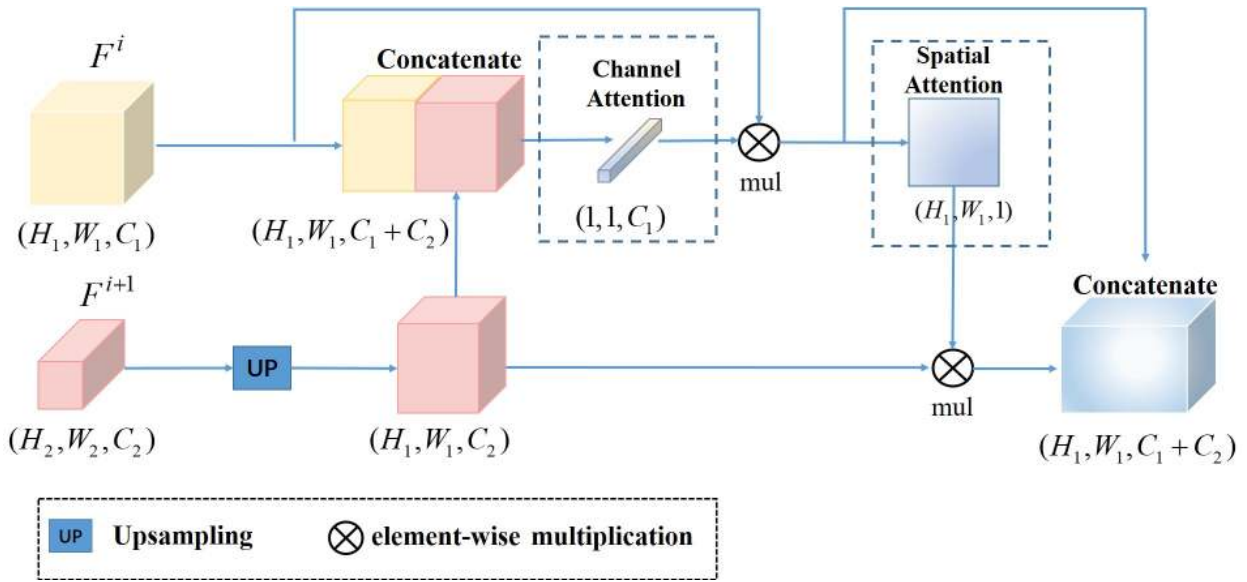 F^i
(H_1, W_1, C_1)
Concatenate
(H_1, W_1, C_1 + C_2)
Channel
Attention
(1, 1, C_1)
mul
Spatial
Attention
(H_1, W_1, 1)
F^{i+1}
(H_2, W_2, C_2)
UP
(H_1, W_1, C_2)
mul
Concatenate
(H_1, W_1, C_1 + C_2)
UP Upsampling
element-wise multiplication